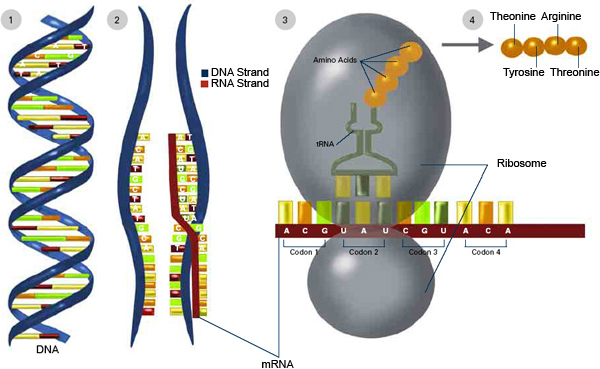 1
2
3
4
DNA Strand
RNA Strand
Amino Acids
tRNA
Ribosome
Theonine Arginine
Tyrosine Threonine
A C G U A U C G U A C A
Codon 1 Codon 2 Codon 3 Codon 4
DNA
mRNA